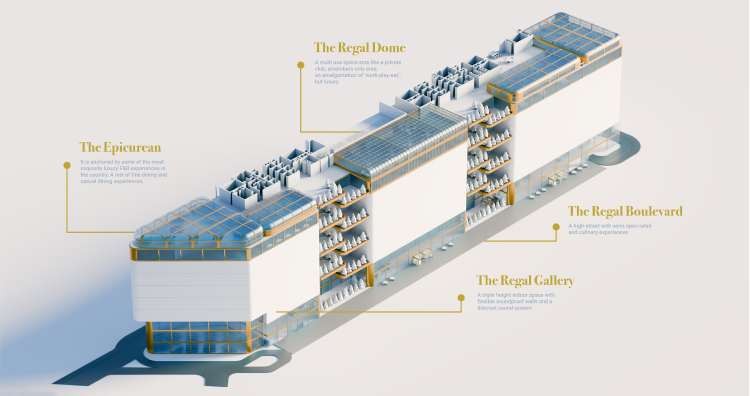 The Regal Dome
A multi use space acts like a private
club, amembers only area,
an amalgamation of 'work-play-eat',
but luxury
The Epicurean
It is anchored by some of the most
exquisite luxury F&B experiences in
the country. A mix of fine dining and
casual dining experiences
The Regal Boulevard
A high-street with semi-open retail
and culinary experiences
The Regal Gallery
A triple height indoor space with
flexible soundproof walls and a
discreet sound system